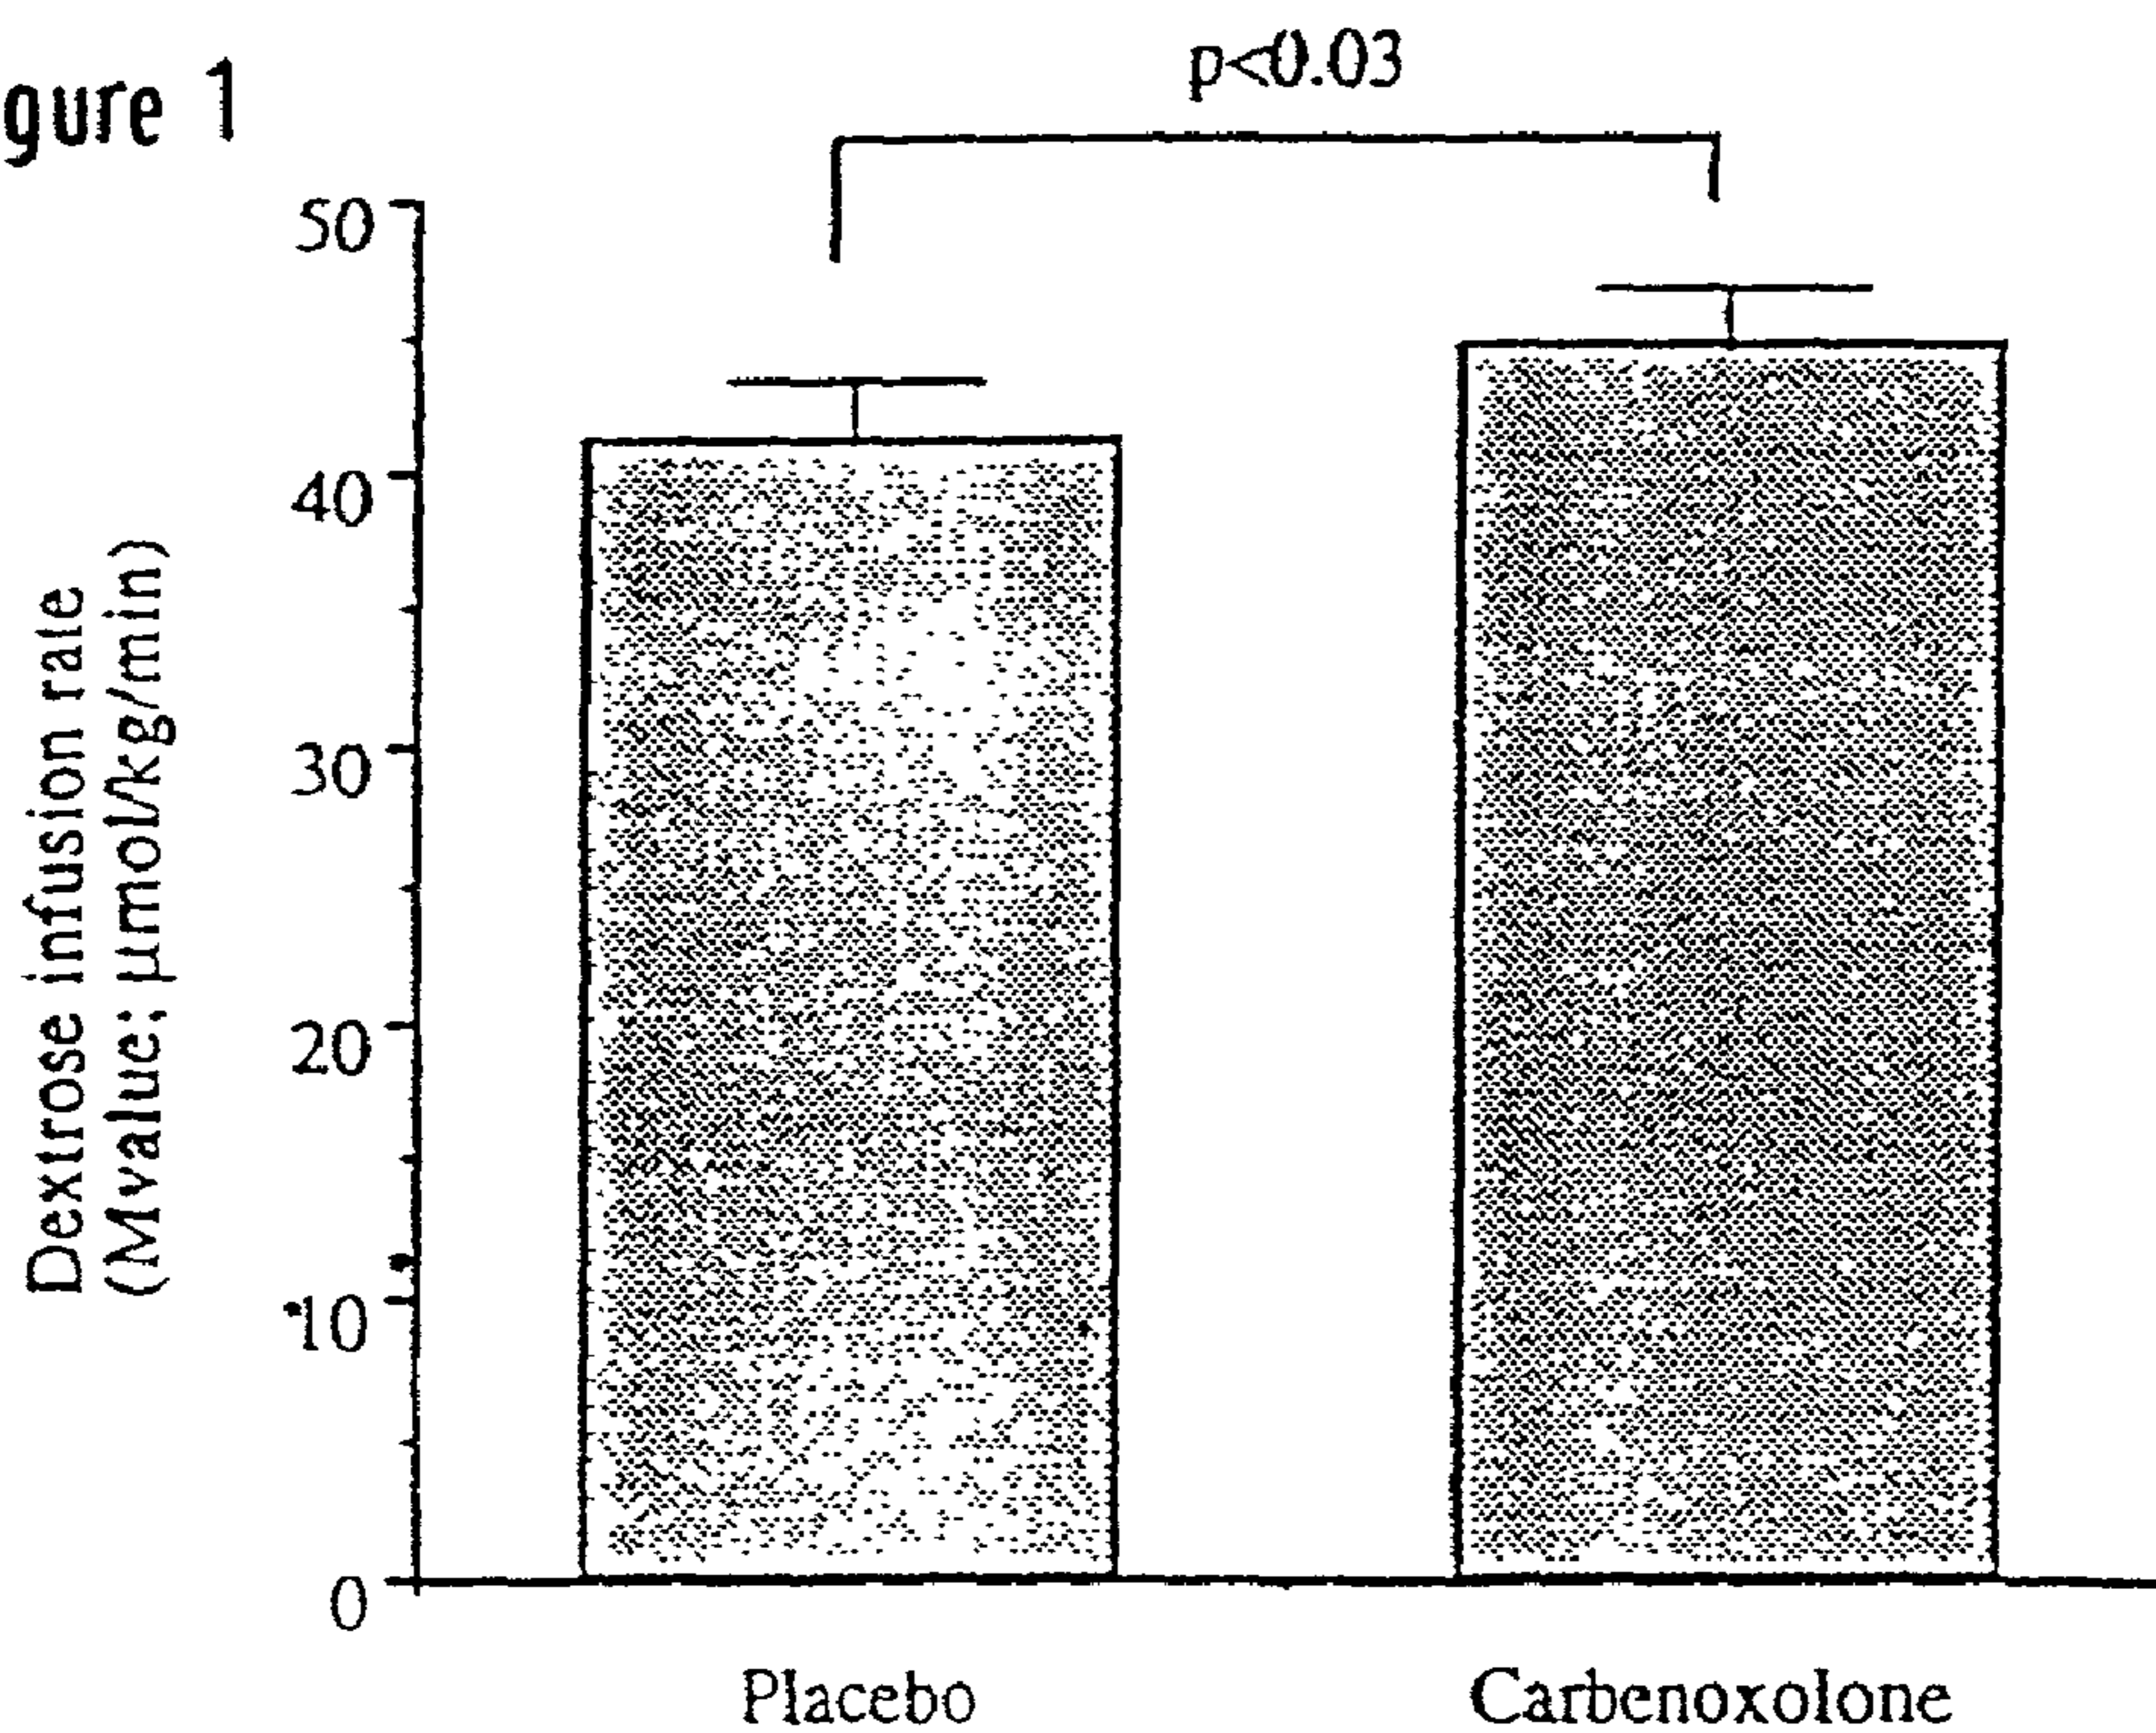 gure 1
p<0.03
50
40
30
20
10
0
Dextrose infusion rate
(Mvalue; μmol/kg/min)
Placebo
Carbenoxolone